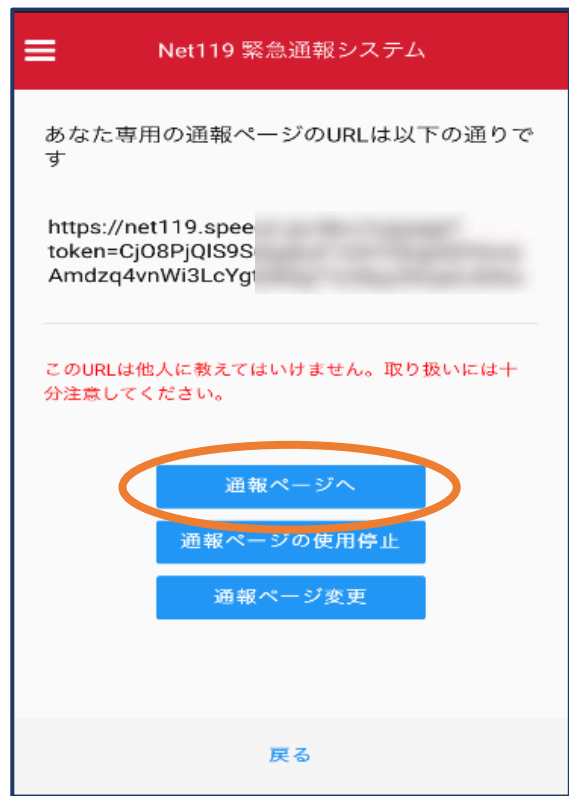 Net119 緊急通報システム
あなた専用の通報ページのURLは以下の通りで
す
https://net119.spee
token=CjO8PjQlS9S
Amdzq4vnWi3LcYg
このURLは他人に教えてはいけません。取り扱いには十
分注意してください。
通報ページへ
通報ページの使用停止
通報ページ変更
戻る